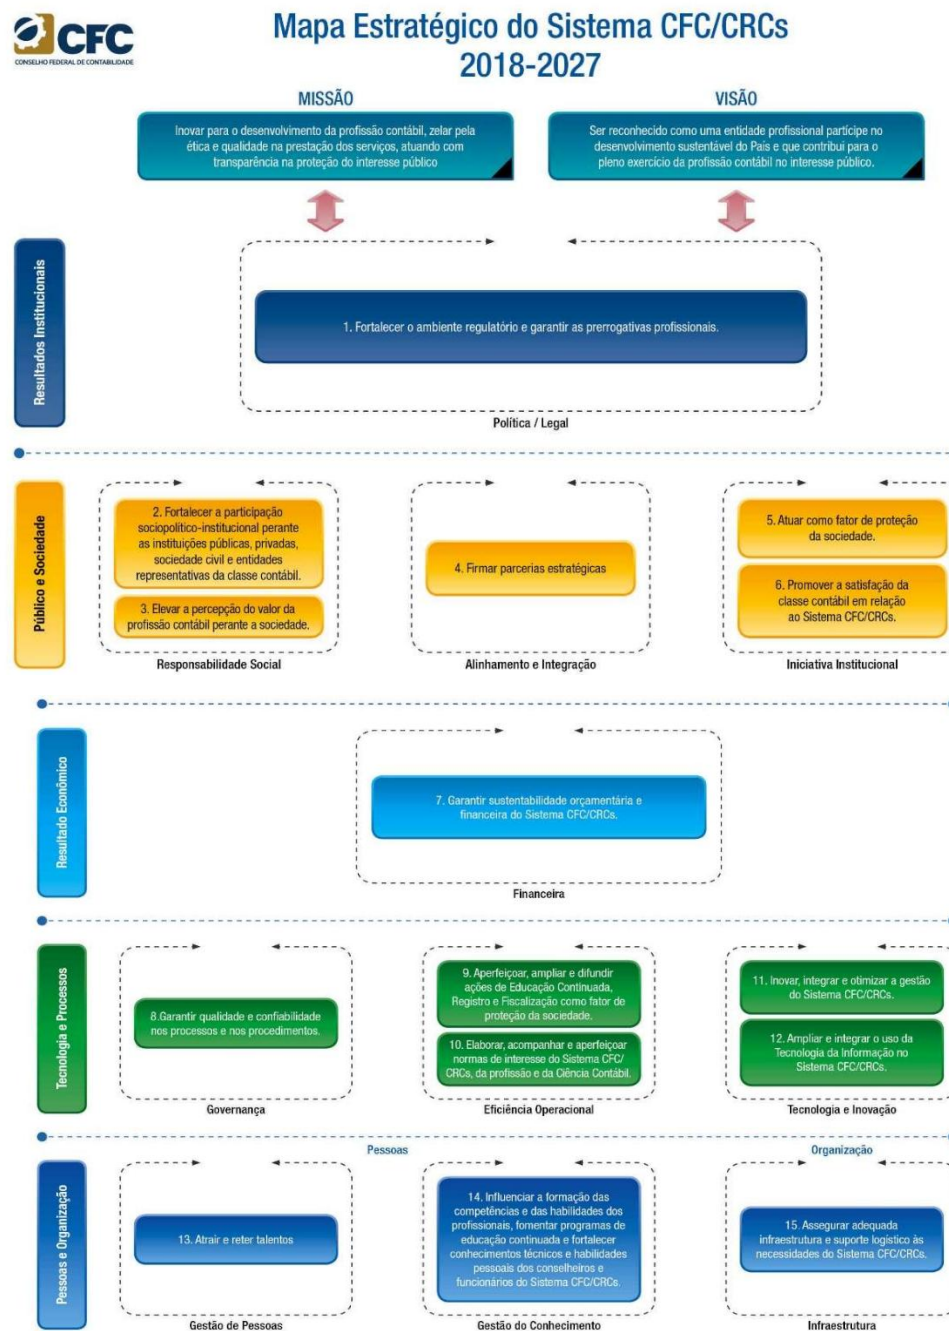 CFC
CONSELHO FEDERAL DE CONTABILIDADE
Mapa Estratégico do Sistema CFC/CRCs
2018-2027
MISSÃO
Inovar para o desenvolvimento da profissão contábil, zelar pela
ética e qualidade na prestação dos serviços, atuando com
transparência na proteção do interesse público
VISÃO
Ser reconhecido como uma entidade profissional partícipe no
desenvolvimento sustentável do País e que contribui para o
pleno exercício da profissão contábil no interesse público.
Resultados Institucionais
1. Fortalecer o ambiente regulatório e garantir as prerrogativas profissionais.
Política / Legal
Público e Sociedade
2. Fortalecer a participação
sociopolítico-institucional perante
as instituições públicas, privadas,
sociedade civil e entidades
representativas da classe contábil.
3. Elevar a percepção do valor da
profissão contábil perante a sociedade.
Responsabilidade Social
4. Firmar parcerias estratégicas
Alinhamento e Integração
5. Atuar como fator de proteção
da sociedade.
6. Promover a satisfação da
classe contábil em relação
ao Sistema CFC/CRCs.
Iniciativa Institucional
Resultado Econômico
7. Garantir sustentabilidade orçamentária e
financeira do Sistema CFC/CRCs.
Financeira
Tecnologia e Processos
8.Garantir qualidade e confiabilidade
nos processos e nos procedimentos.
Governança
9. Aperfeiçoar, ampliar e difundir
ações de Educação Continuada,
Registro e Fiscalização como fator de
proteção da sociedade.
10. Elaborar, acompanhar e aperfeiçoar
normas de interesse do Sistema CFC/
CRCs, da profissão e da Ciência Contábil.
Eficiência Operacional
11. Inovar, integrar e otimizar a gestão
do Sistema CFC/CRCs.
12. Ampliar e integrar o uso da
Tecnologia da Informação no
Sistema CFC/CRCs.
Tecnologia e Inovação
Pessoas e Organização
Pessoas
Organização
13. Atrair e reter talentos
Gestão de Pessoas
14. Influenciar a formação das
competências e das habilidades dos
profissionais, fomentar programas de
educação continuada e fortalecer
conhecimentos técnicos e habilidades
pessoais dos conselheiros e
funcionários do Sistema CFC/CRCs.
Gestão do Conhecimento
15. Assegurar adequada
infraestrutura e suporte logístico às
necessidades do Sistema CFC/CRCs.
Infraestrutura